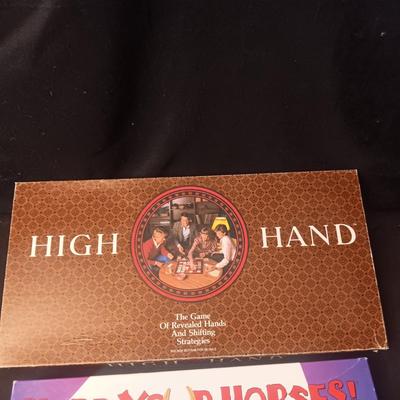 HIGH HAND
The Game
Of Revealed Hands
And Shifting
Strategies
HORSES!